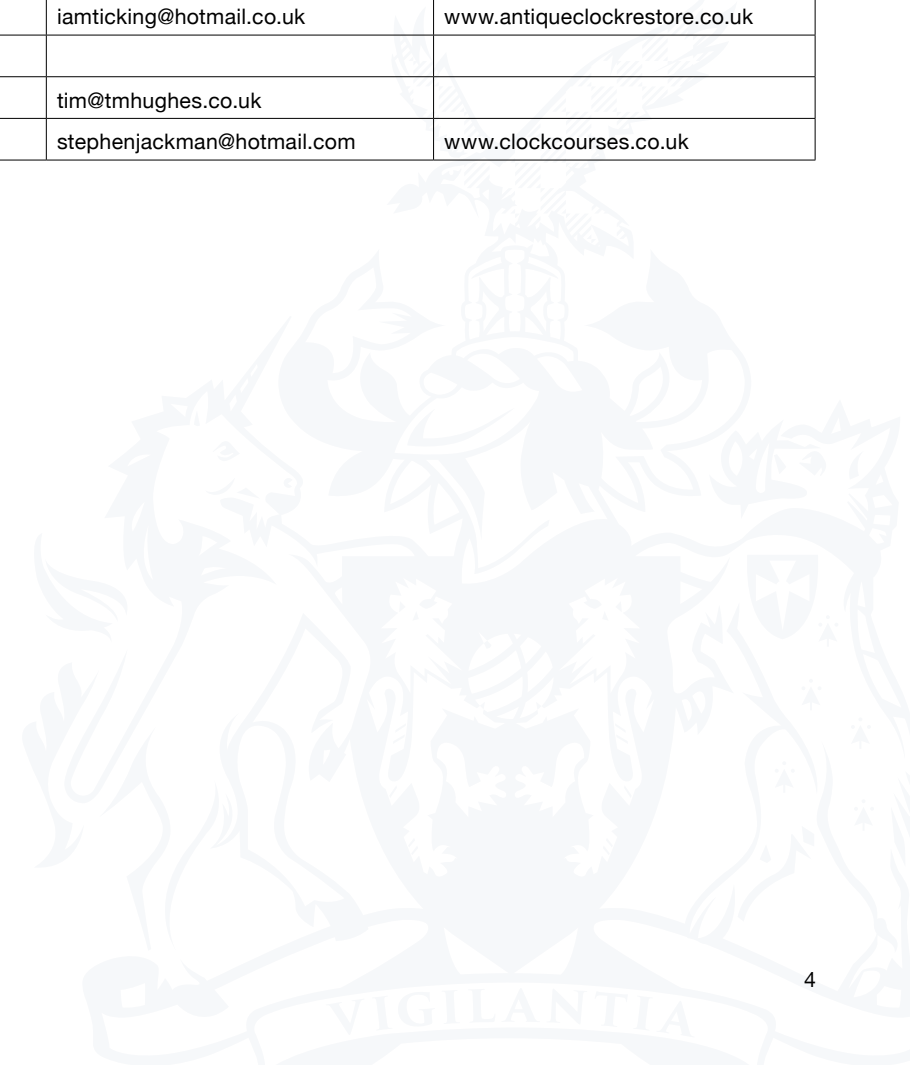 iamticking@hotmail.co.uk www.antiqueclockrestore.co.uk
tim@tmhughes.co.uk
stephenjackman@hotmail.com www.clockcourses.co.uk
4
VIGILANTIA